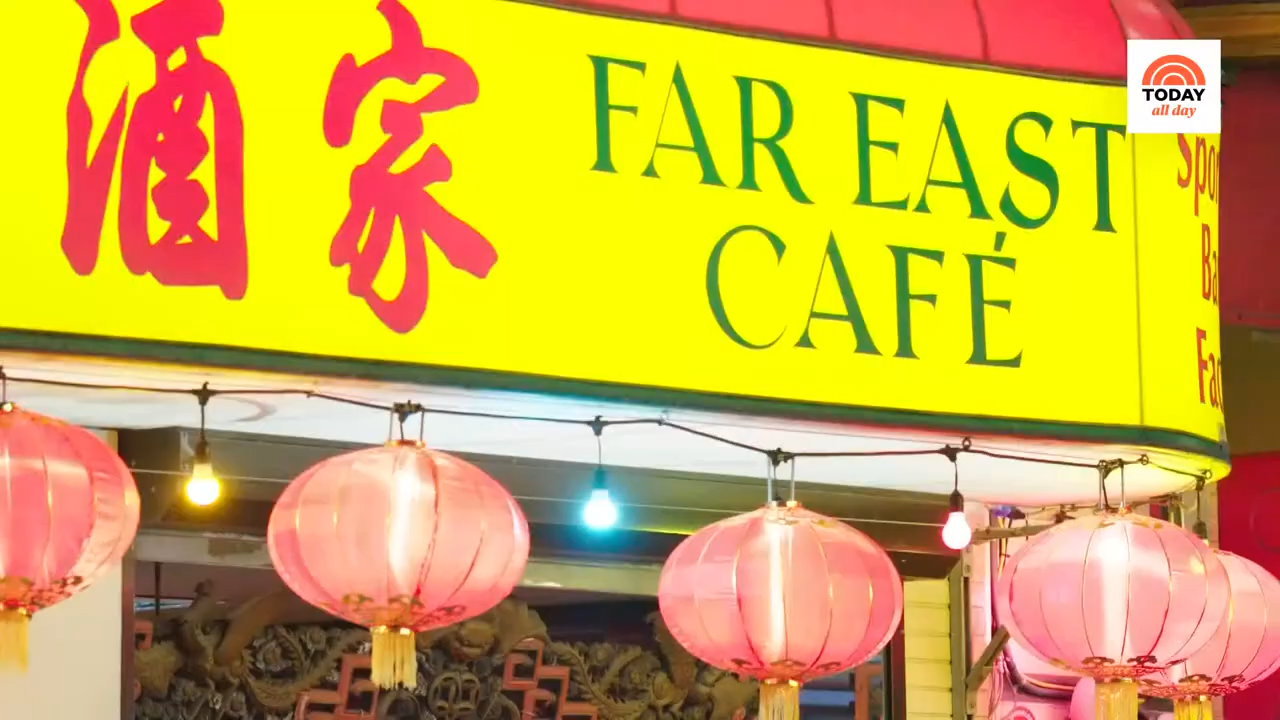 酒家
FAR EAST
CAFÉ
TODAY
all day